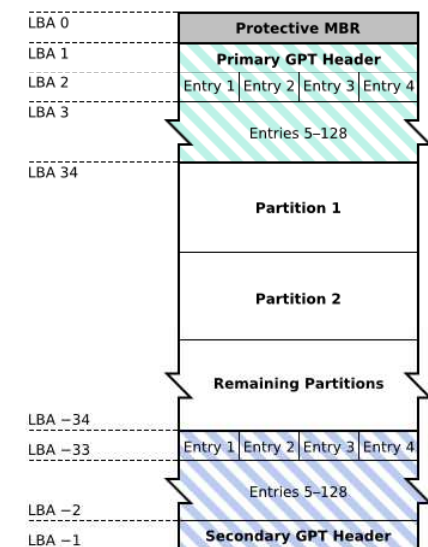 LBA 0
Protective MBR
LBA 1
Primary GPT Header
LBA 2
Entry 1 Entry 2 Entry 3 Entry 4
LBA 3
Entries 5–128
LBA 34
Partition 1
Partition 2
Remaining Partitions
LBA −34
LBA −33
Entry 1 Entry 2 Entry 3 Entry 4
Entries 5–128
LBA −2
LBA −1
Secondary GPT Header